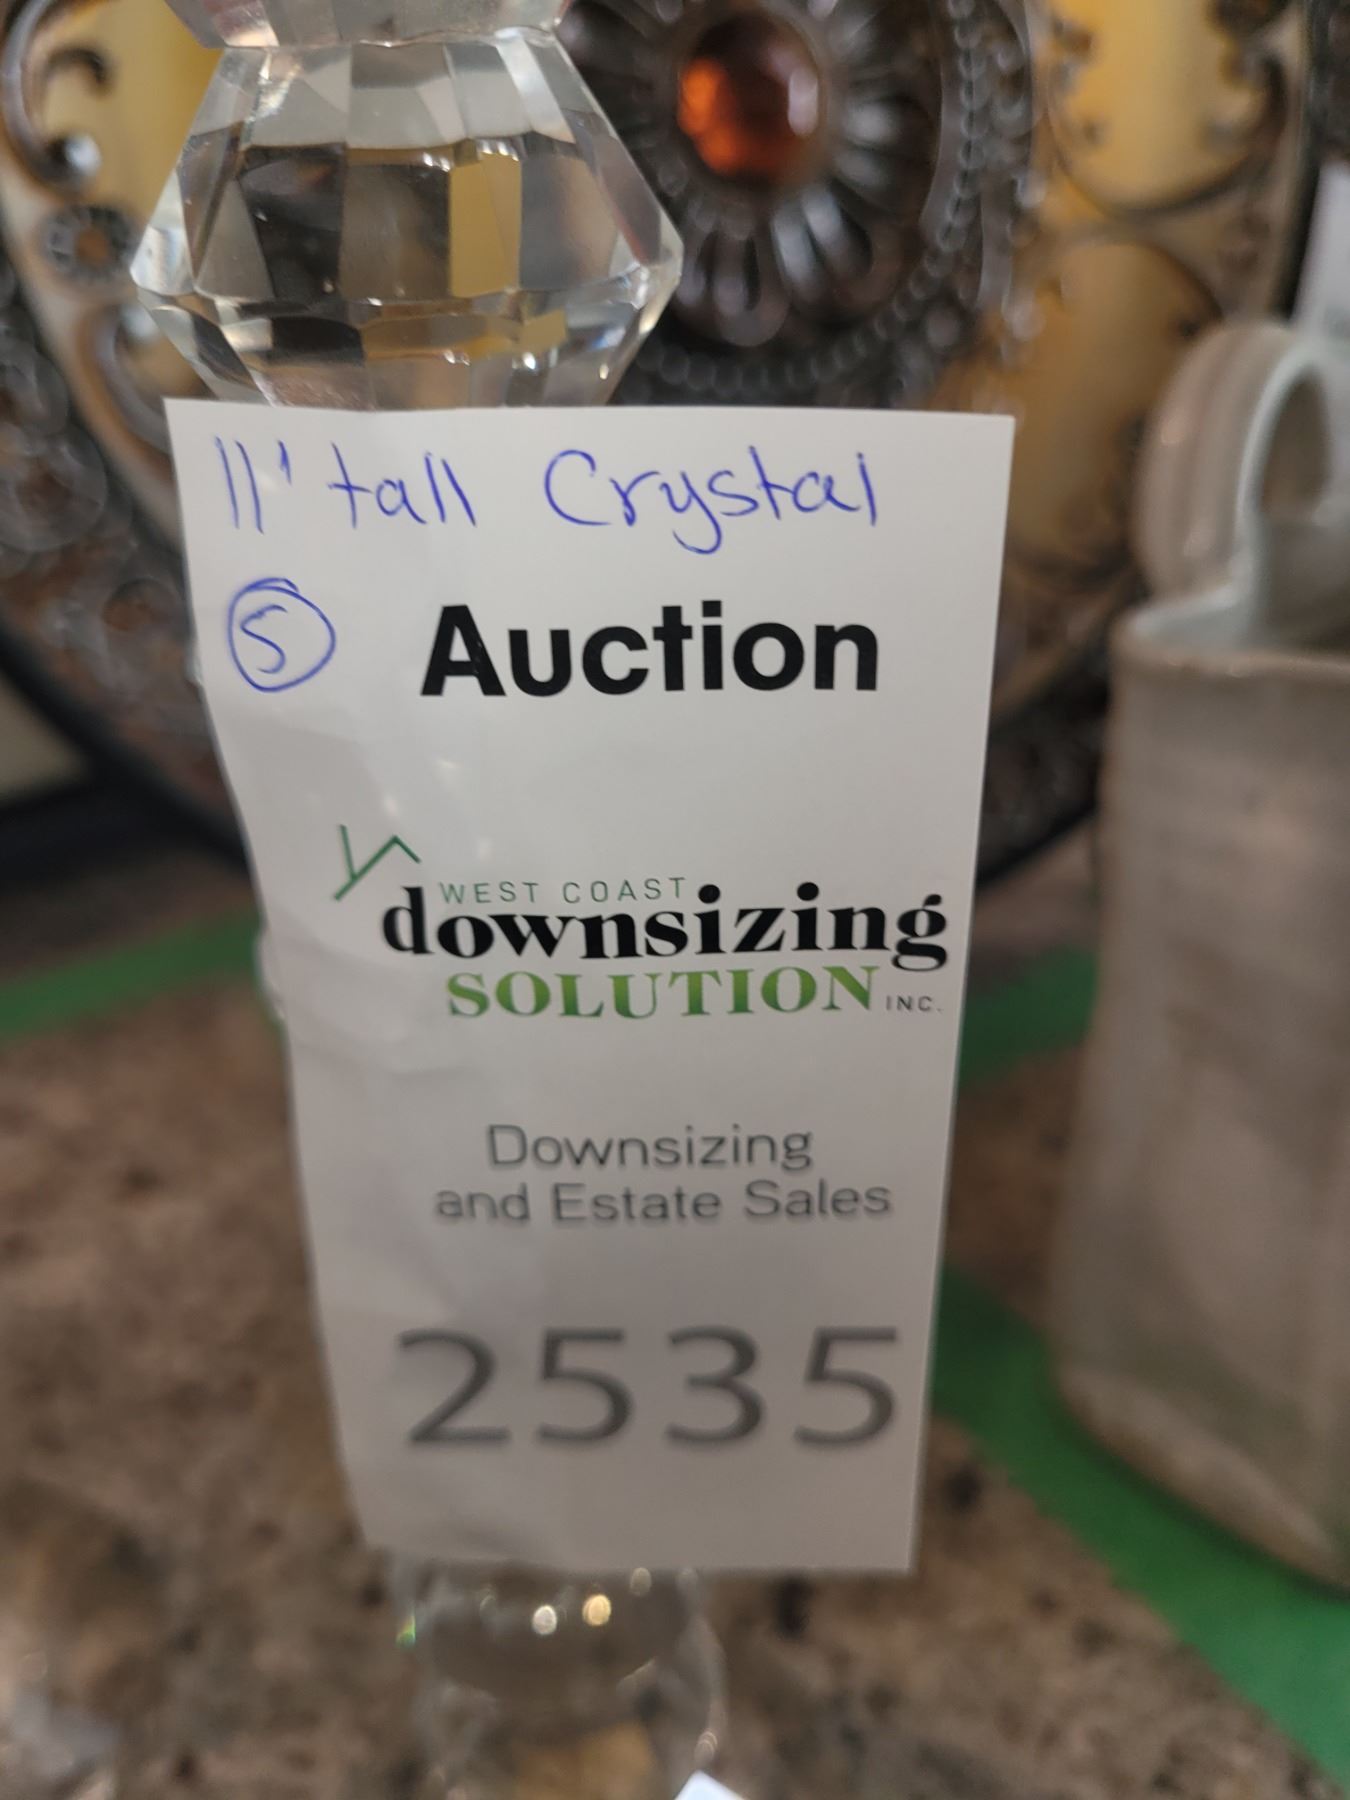 11' tall Crystal
5 Auction
WEST COAST
downsizing
SOLUTION INC.
Downsizing
and Estate Sales
2535